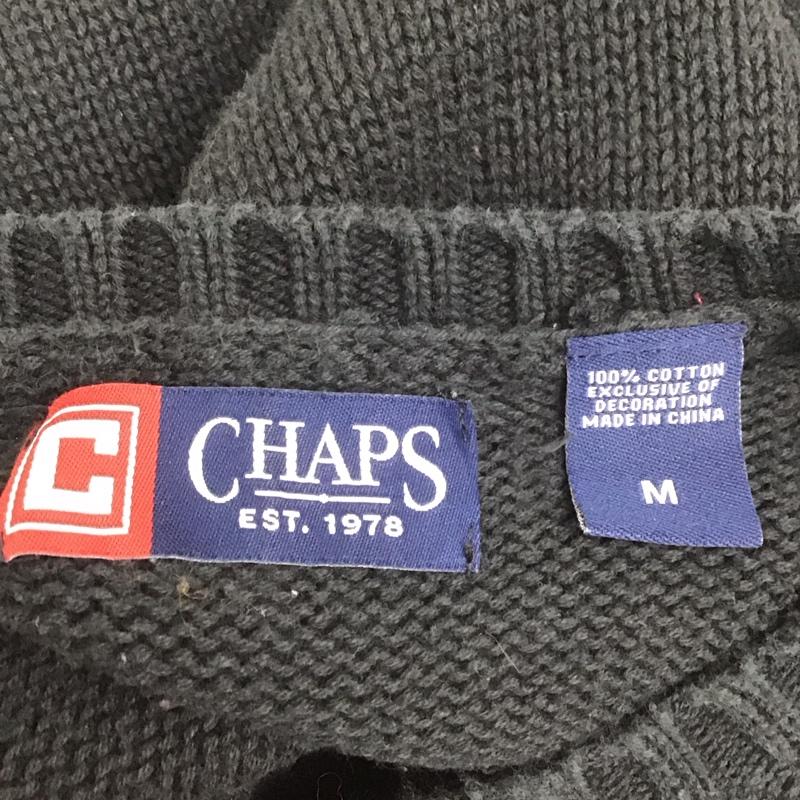 C
CHAPS
EST. 1978
100% COTTON
EXCLUSIVE OF
DECORATION
MADE IN CHINA
M